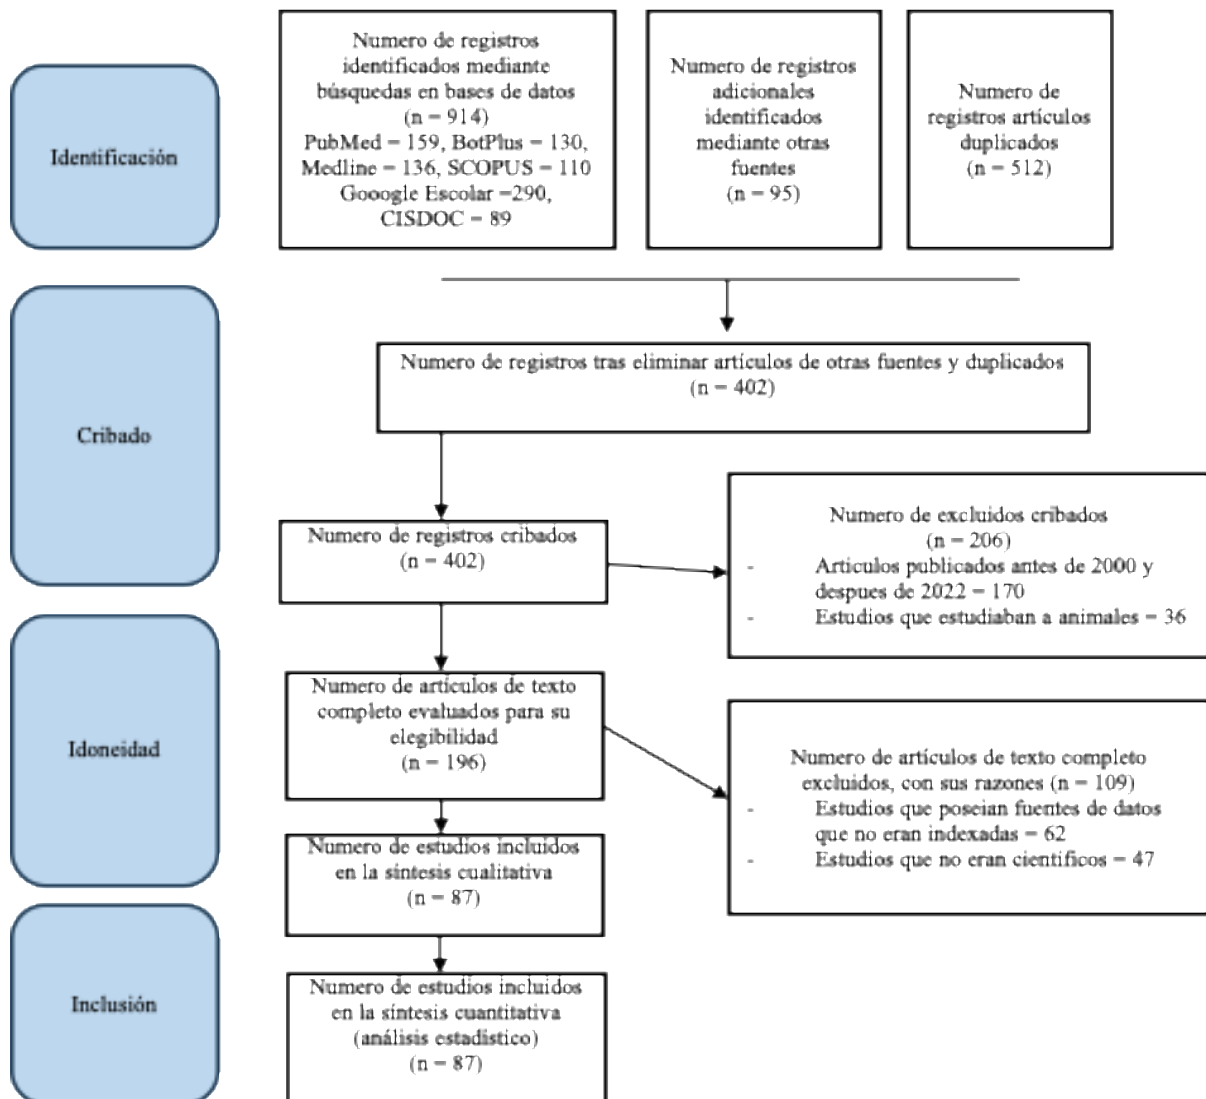 Identificación
Numero de registros
identificados mediante
búsquedas en bases de datos
(n = 914)
PubMed = 159, BotPlus = 130,
Medline = 136, SCOPUS = 110
Gooogle Escolar =290,
CISDOC = 89
Numero de registros
adicionales
identificados
mediante otras
fuentes
(n = 95)
Numero de
registros artículos
duplicados
(n = 512)
Cribado
Numero de registros tras eliminar artículos de otras fuentes y duplicados
(n = 402)
Numero de registros cribados
(n = 402)
Numero de excluidos cribados
(n = 206)
- Articulos publicados antes de 2000 y
despues de 2022 = 170
- Estudios que estudiaban a animales = 36
Idoneidad
Numero de artículos de texto
completo evaluados para su
elegibilidad
(n = 196)
Numero de artículos de texto completo
excluidos, con sus razones (n = 109)
- Estudios que poseian fuentes de datos
que no eran indexadas = 62
- Estudios que no eran cientificos = 47
Numero de estudios incluidos
en la síntesis cualitativa
(n = 87)
Inclusión
Numero de estudios incluidos
en la síntesis cuantitativa
(análisis estadístico)
(n = 87)